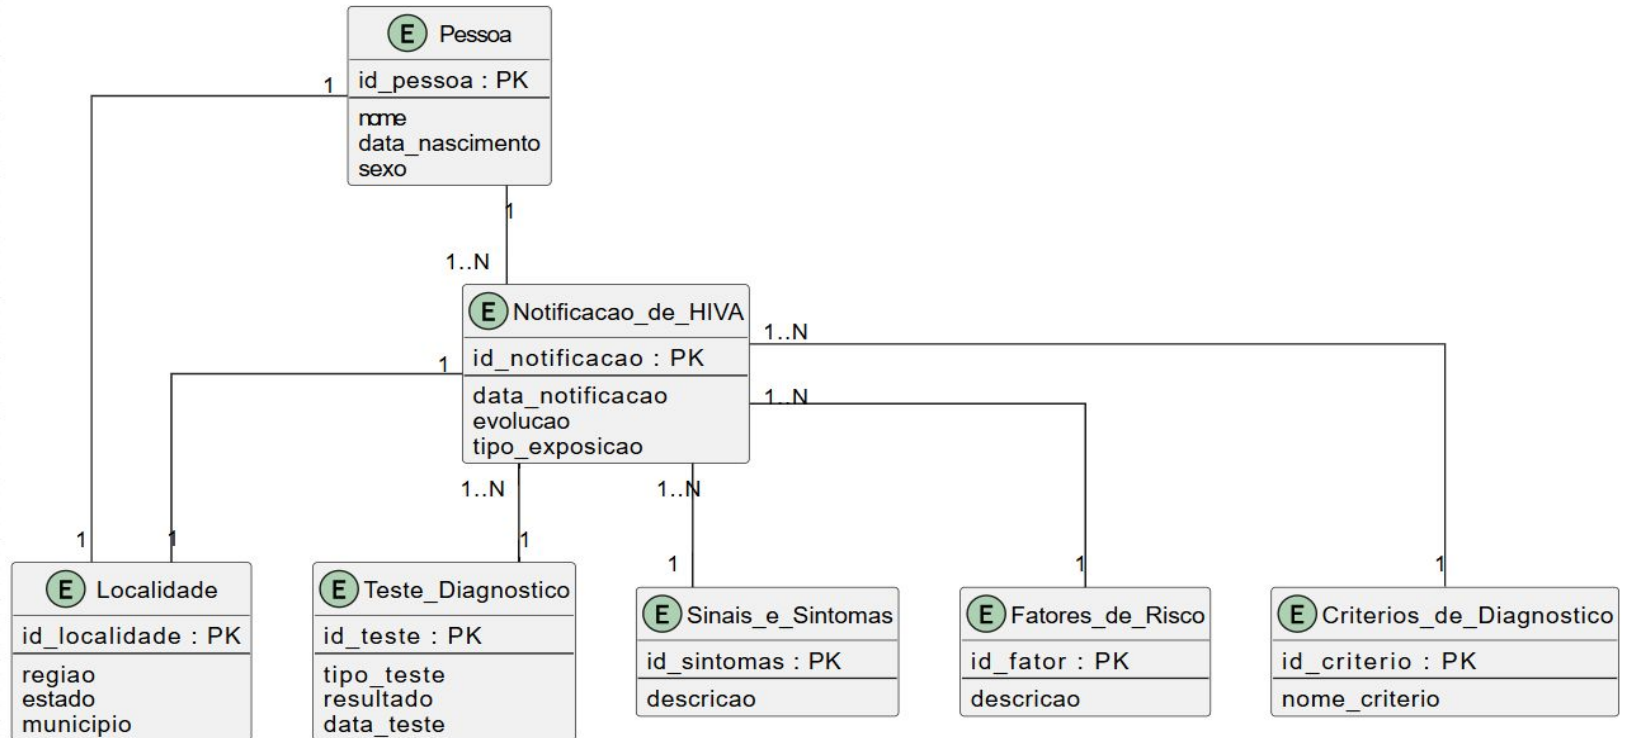 E Pessoa
id_pessoa : PK
nome
data_nascimento
sexo
1
1
1..N
E Notificacao_de_HIVA
id_notificacao : PK
data_notificacao
evolucao
tipo_exposicao
1
1..N
1..N
1..N
1..N
1
1
1
1
1
1
E Localidade
id_localidade : PK
regiao
estado
municipio
E Teste_Diagnostico
id_teste : PK
tipo_teste
resultado
data_teste
E Sinais_e_Sintomas
id_sintomas : PK
descricao
E Fatores_de_Risco
id_fator : PK
descricao
E Criterios_de_Diagnostico
id_criterio : PK
nome_criterio